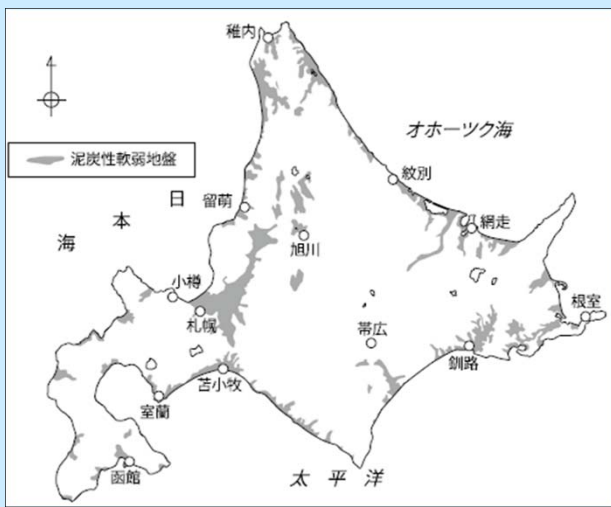 稚内
オホーツク海
泥炭性軟弱地盤
紋別
日本海
留萌
網走
旭川
小樽
札幌
根室
帯広
釧路
苫小牧
室蘭
函館
太平洋